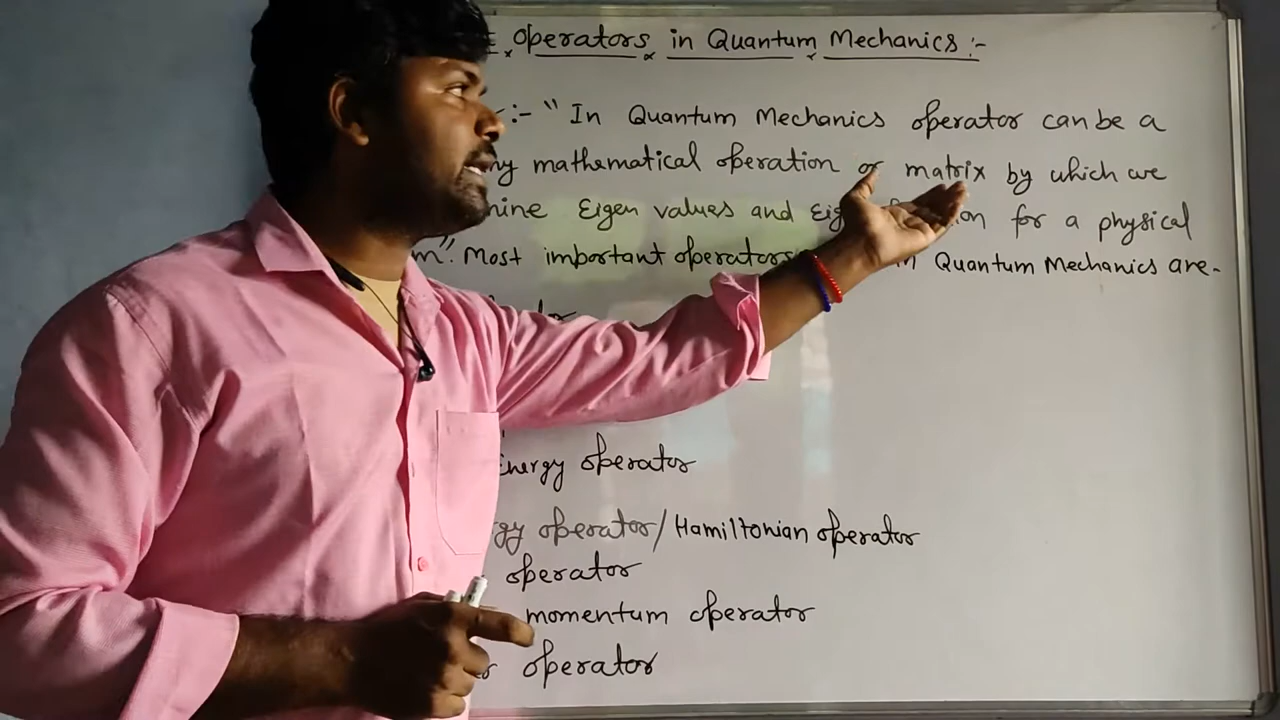 operators in Quantum Mechanics :-
:- " In Quantum Mechanics operator can be a
mathematical operation or matrix by which we
Eigen values and for a physical
". Most important operators Quantum Mechanics are-
Energy operator
operator/Hamiltonian operator
operator
momentum operator
operator